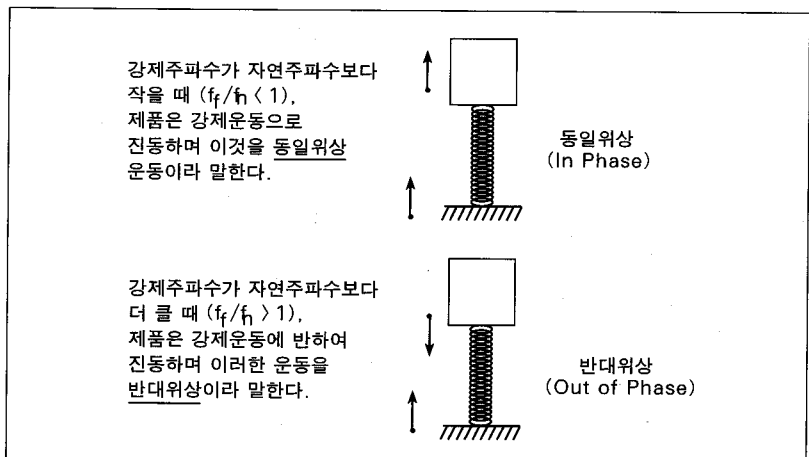 강제주파수가 자연주파수보다
작을 때 (ff/fn < 1),
제품은 강제운동으로
진동하며 이것을 동일위상
운동이라 말한다.
동일위상
(In Phase)
강제주파수가 자연주파수보다
더 클 때 (ff/fn > 1),
제품은 강제운동에 반하여
진동하며 이러한 운동을
반대위상이라 말한다.
반대위상
(Out of Phase)